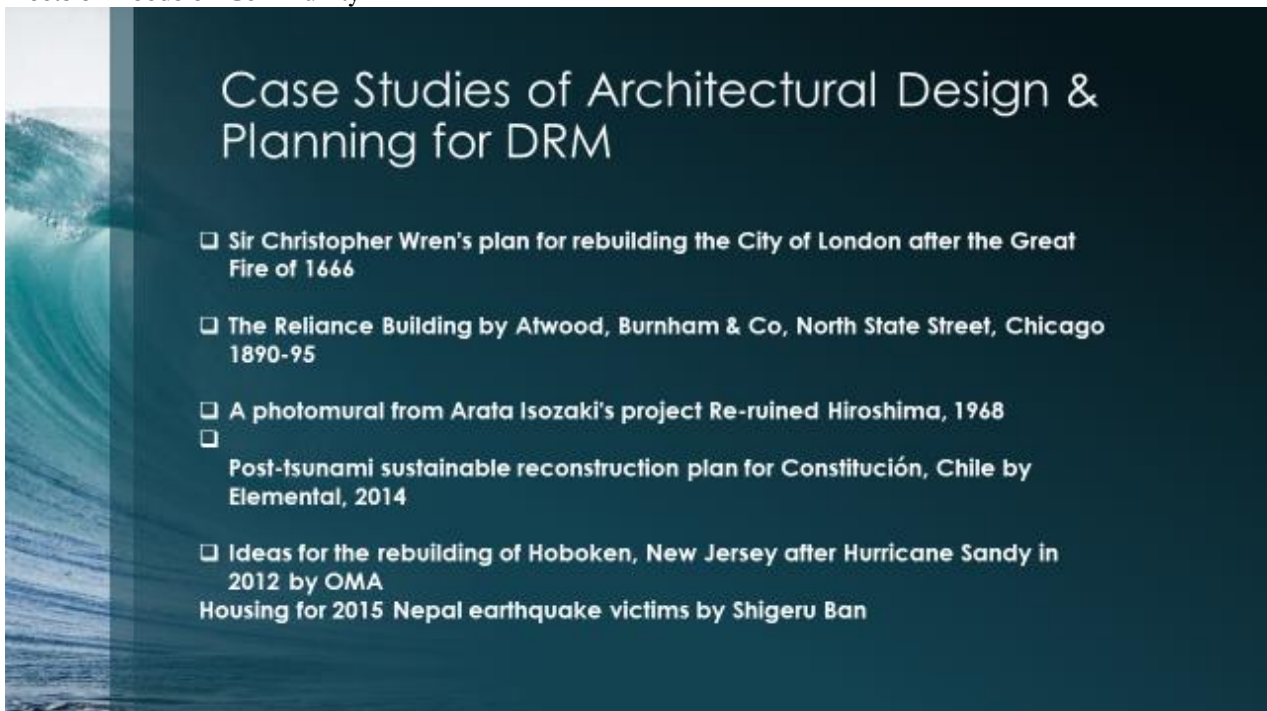 Case Studies of Architectural Design &
Planning for DRM
❑ Sir Christopher Wren's plan for rebuilding the City of London after the Great
Fire of 1666
❑ The Reliance Building by Atwood, Burnham & Co, North State Street, Chicago
1890-95
❑ A photomural from Arata Isozaki's project Re-ruined Hiroshima, 1968
❑
Post-tsunami sustainable reconstruction plan for Constitución, Chile by
Elemental, 2014
❑ Ideas for the rebuilding of Hoboken, New Jersey after Hurricane Sandy in
2012 by OMA
Housing for 2015 Nepal earthquake victims by Shigeru Ban